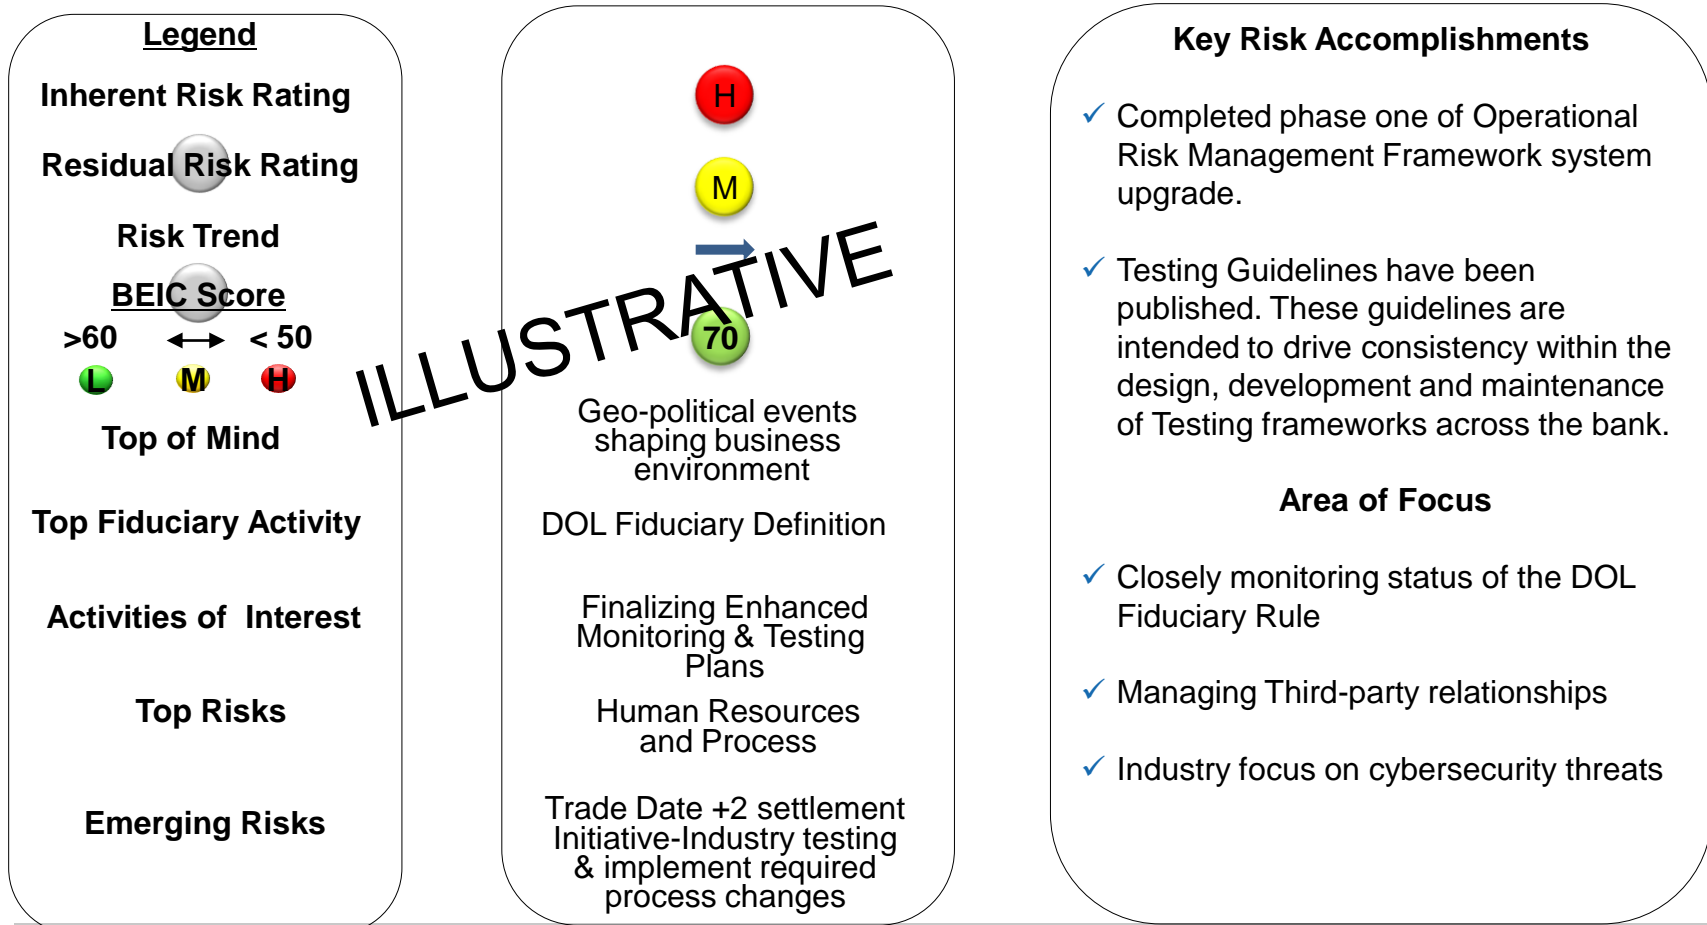 Legend
Inherent Risk Rating
Residual Risk Rating
Risk Trend
BEIC Score
>60 < 50
L M H
Top of Mind
Top Fiduciary Activity
Activities of Interest
Top Risks
Emerging Risks
H
M
ILLUSTRATIVE
70
Geo-political events
shaping business
environment
DOL Fiduciary Definition
Finalizing Enhanced
Monitoring & Testing
Plans
Human Resources
and Process
Trade Date +2 settlement
Initiative-Industry testing
& implement required
process changes
Key Risk Accomplishments
✓ Completed phase one of Operational
Risk Management Framework system
upgrade.
✓ Testing Guidelines have been
published. These guidelines are
intended to drive consistency within the
design, development and maintenance
of Testing frameworks across the bank.
Area of Focus
✓ Closely monitoring status of the DOL
Fiduciary Rule
✓ Managing Third-party relationships
✓ Industry focus on cybersecurity threats